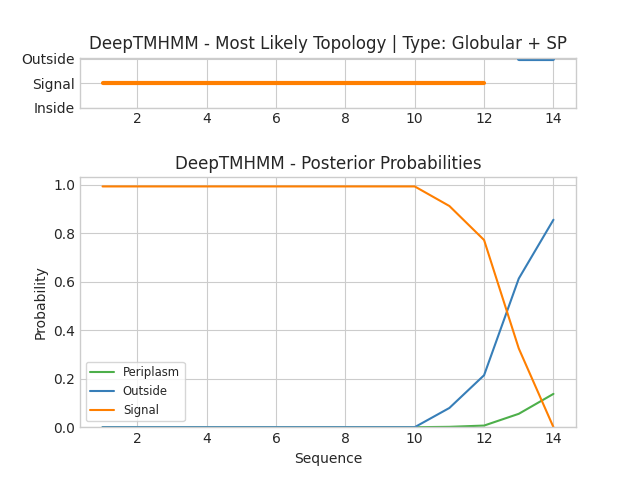 DeepTMHMM - Most Likely Topology | Type: Globular + SP
Outside
Signal
Inside
2 4 6 8 10 12 14
DeepTMHMM - Posterior Probabilities
1.0
0.8
0.6
0.4
0.2
0.0
Probability
Periplasm
Outside
Signal
2 4 6 8 10 12 14
Sequence